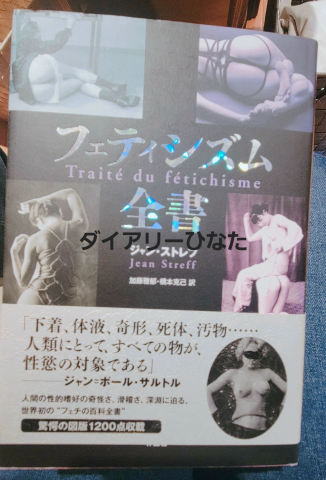 フェティシズム
Traité du fétichisme
全書
ダイアリーひなた
ジャン・ストレフ
Jean Streff
加藤雅郁・橋本克己 訳
「下着、体液、奇形、死体、汚物……
人類にとって、すべての物が、
性慾の対象である」
——ジャン=ポール・サルトル
人間の性的嗜好の奇怪さ、滑稽さ、深淵に迫る、
世界初の“フェチの百科全書”
驚愕の図版1200点収載